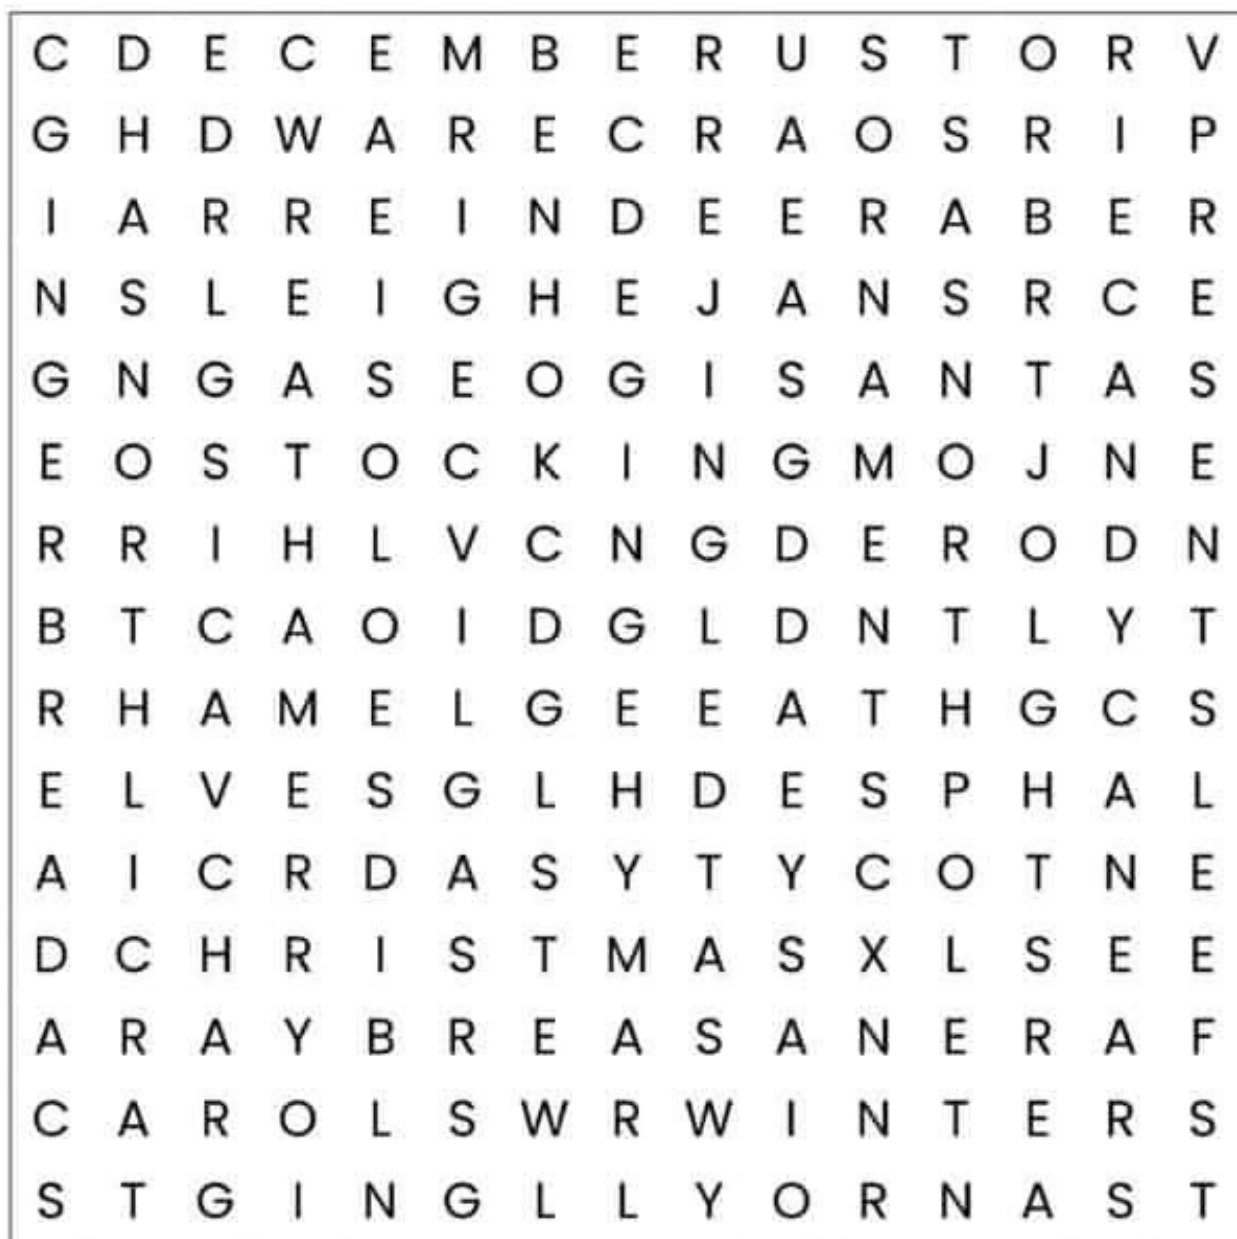 C D E C E M B E R U S T O R V
G H D W A R E C R A O S R I P
I A R R E I N D E E R A B E R
N S L E I G H E J A N S R C E
G N G A S E O G I S A N T A S
E O S T O C K I N G M O J N E
R R I H L V C N G D E R O D N
B T C A O I D G L D N T L Y T
R H A M E L G E E A T H G C S
E L V E S G L H D E S P H A L
A I C R D A S Y T Y C O T N E
D C H R I S T M A S X L S E E
A R A Y B R E A S A N E R A F
C A R O L S W R W I N T E R S
S T G I N G L L Y O R N A S T